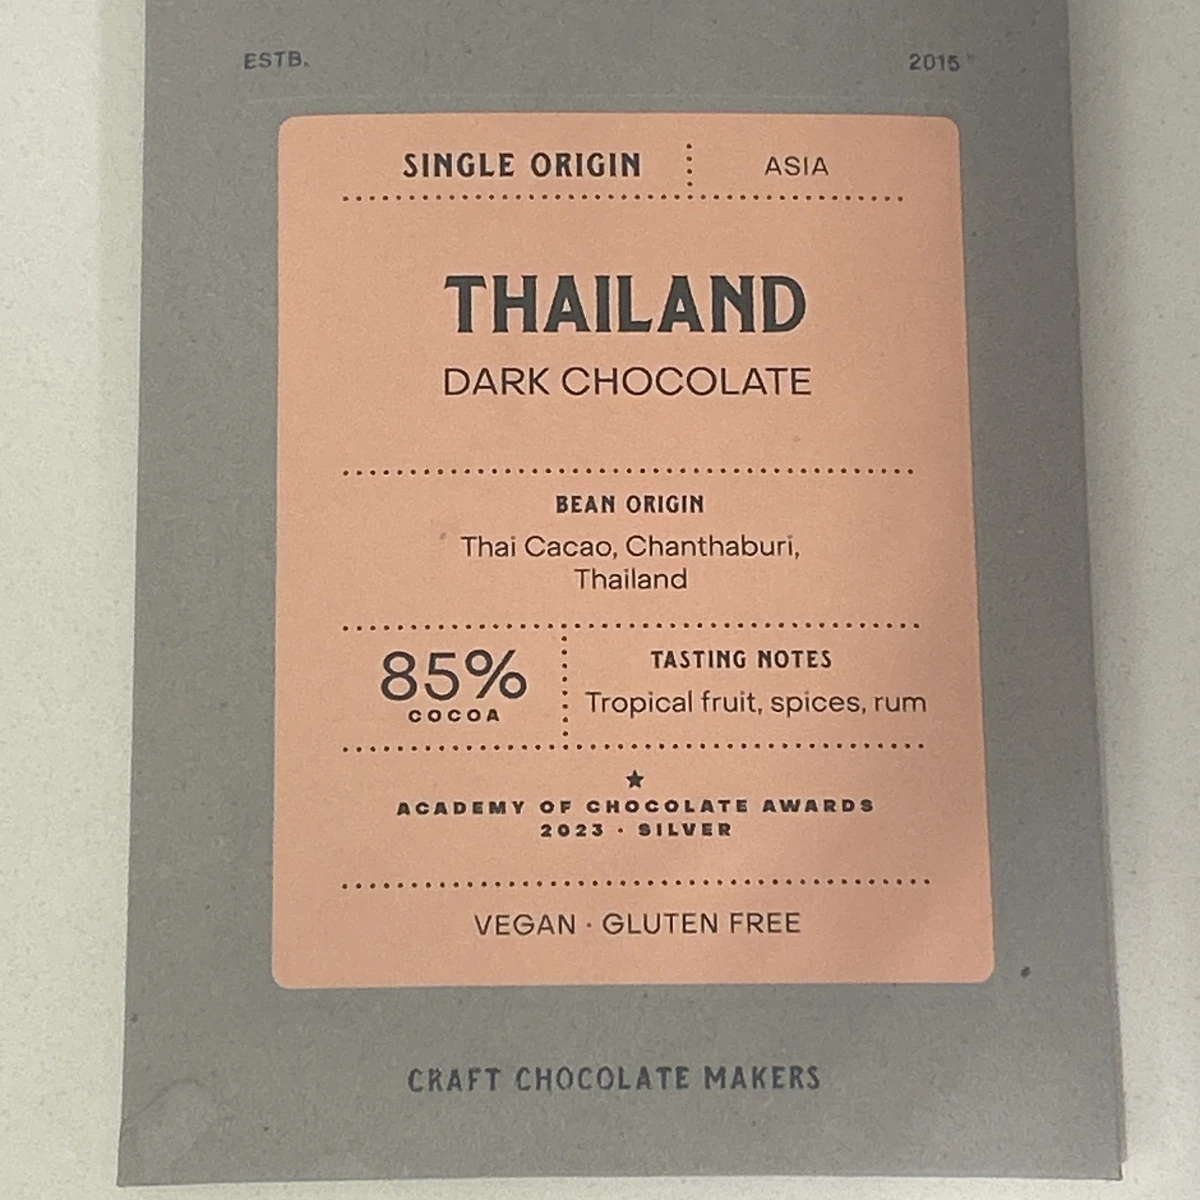 ESTB. 2015
SINGLE ORIGIN ASIA
THAILAND
DARK CHOCOLATE
BEAN ORIGIN
Thai Cacao, Chanthaburi,
Thailand
85%
COCOA
TASTING NOTES
Tropical fruit, spices, rum
ACADEMY OF CHOCOLATE AWARDS
2023 · SILVER
VEGAN · GLUTEN FREE
CRAFT CHOCOLATE MAKERS